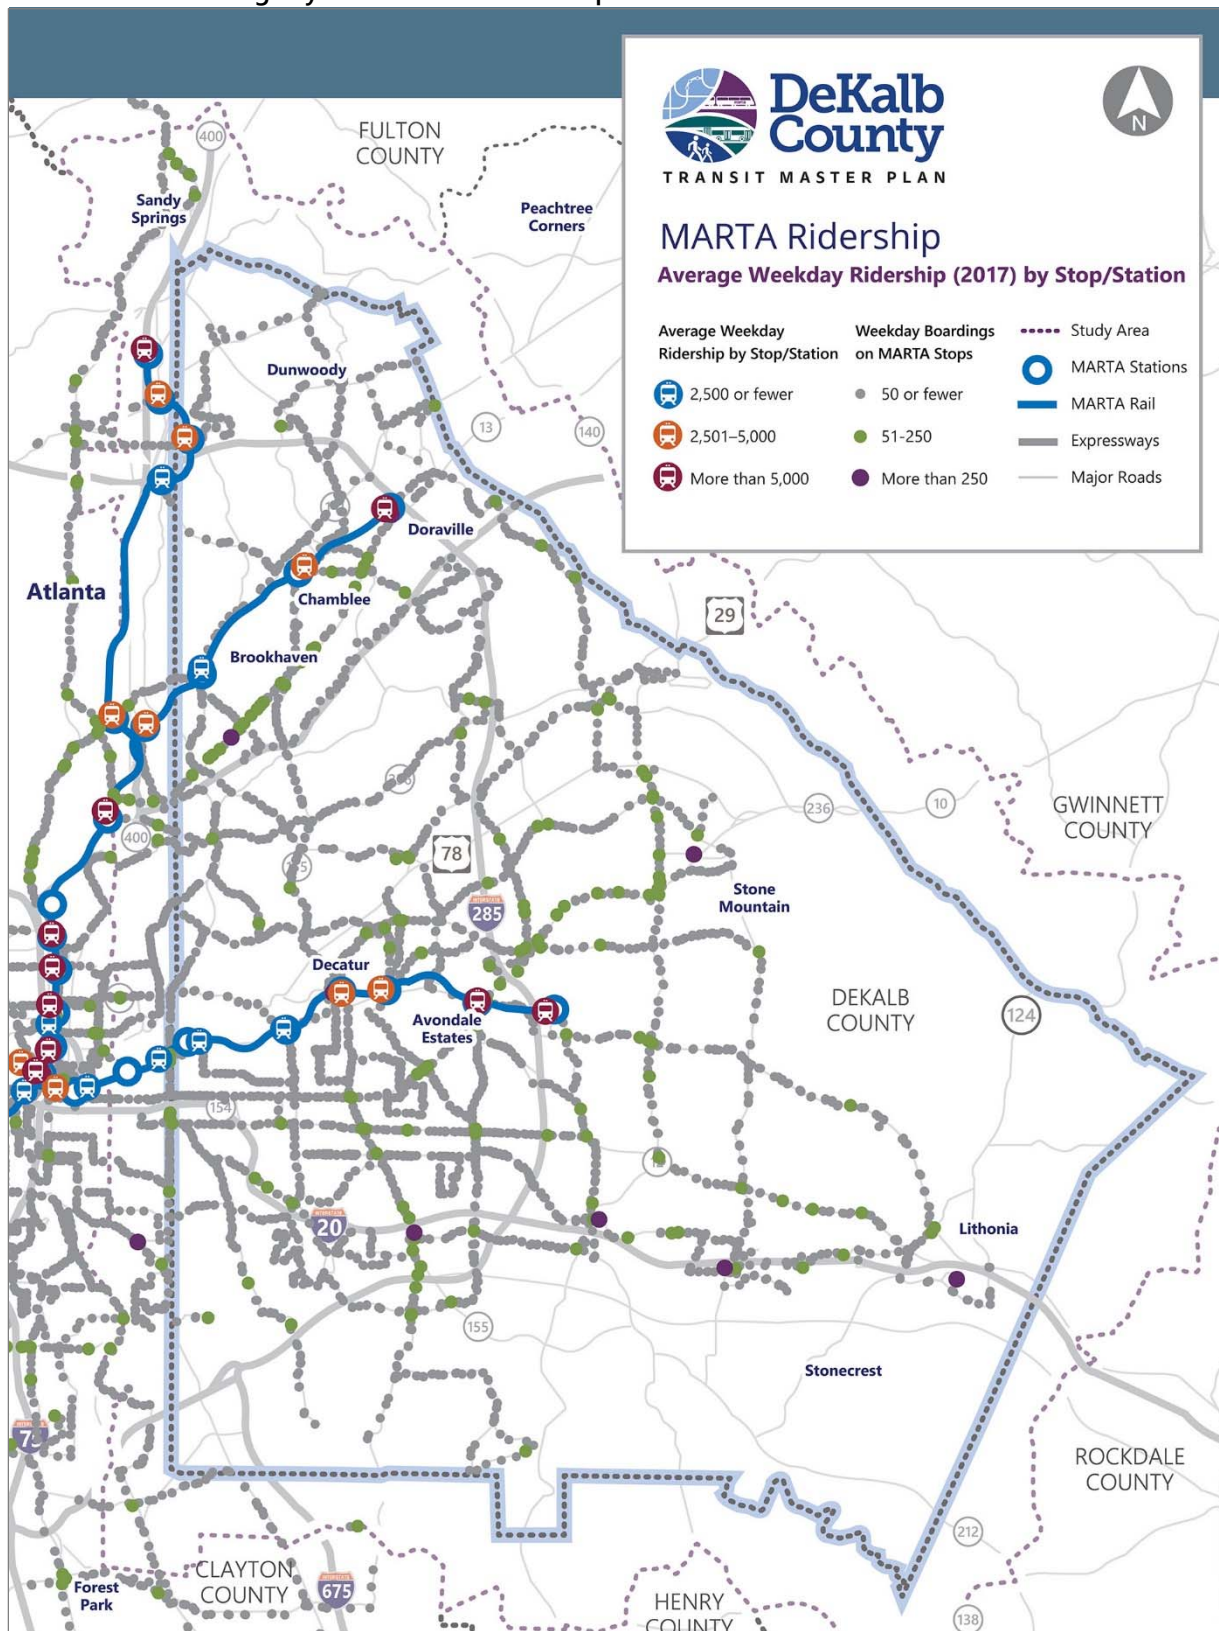 DeKalb
County
TRANSIT MASTER PLAN
N
MARTA Ridership
Average Weekday Ridership (2017) by Stop/Station
Average Weekday
Ridership by Stop/Station
2,500 or fewer
2,501–5,000
More than 5,000
Weekday Boardings
on MARTA Stops
50 or fewer
51-250
More than 250
Study Area
MARTA Stations
MARTA Rail
Expressways
Major Roads
FULTON
COUNTY
400
Sandy
Springs
Peachtree
Corners
Dunwoody
13
140
Doraville
Atlanta
Chamblee
29
Brookhaven
236
10
GWINNETT
COUNTY
400
78
Stone
Mountain
285
Decatur
DEKALB
COUNTY
124
Avondale
Estates
154
20
Lithonia
155
Stonecrest
ROCKDALE
COUNTY
212
CLAYTON
COUNTY
675
Forest
Park
HENRY
COUNTY
138